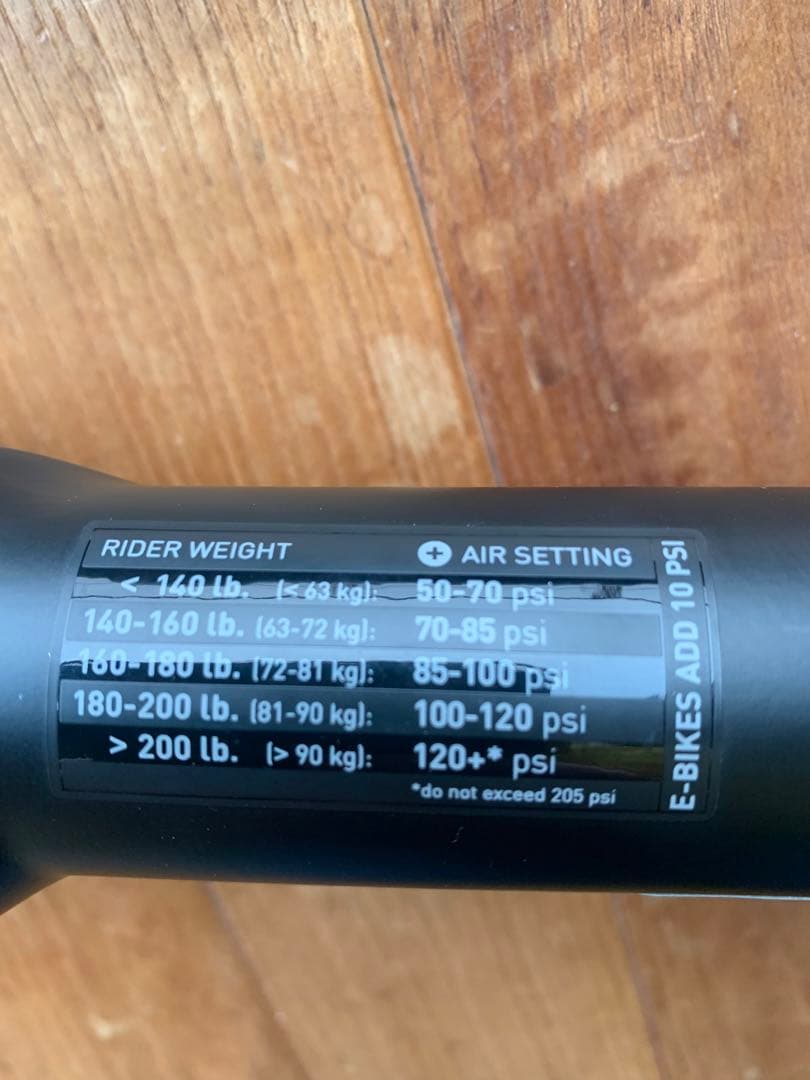 RIDER WEIGHT + AIR SETTING
< 140 lb. (< 63 kg): 50-70 psi
140-160 lb. (63-72 kg): 70-85 psi
160-180 lb. (72-81 kg): 85-100 psi
180-200 lb. (81-90 kg): 100-120 psi
> 200 lb. (> 90 kg): 120+* psi
*do not exceed 205 psi
E-BIKES ADD 10 PSI